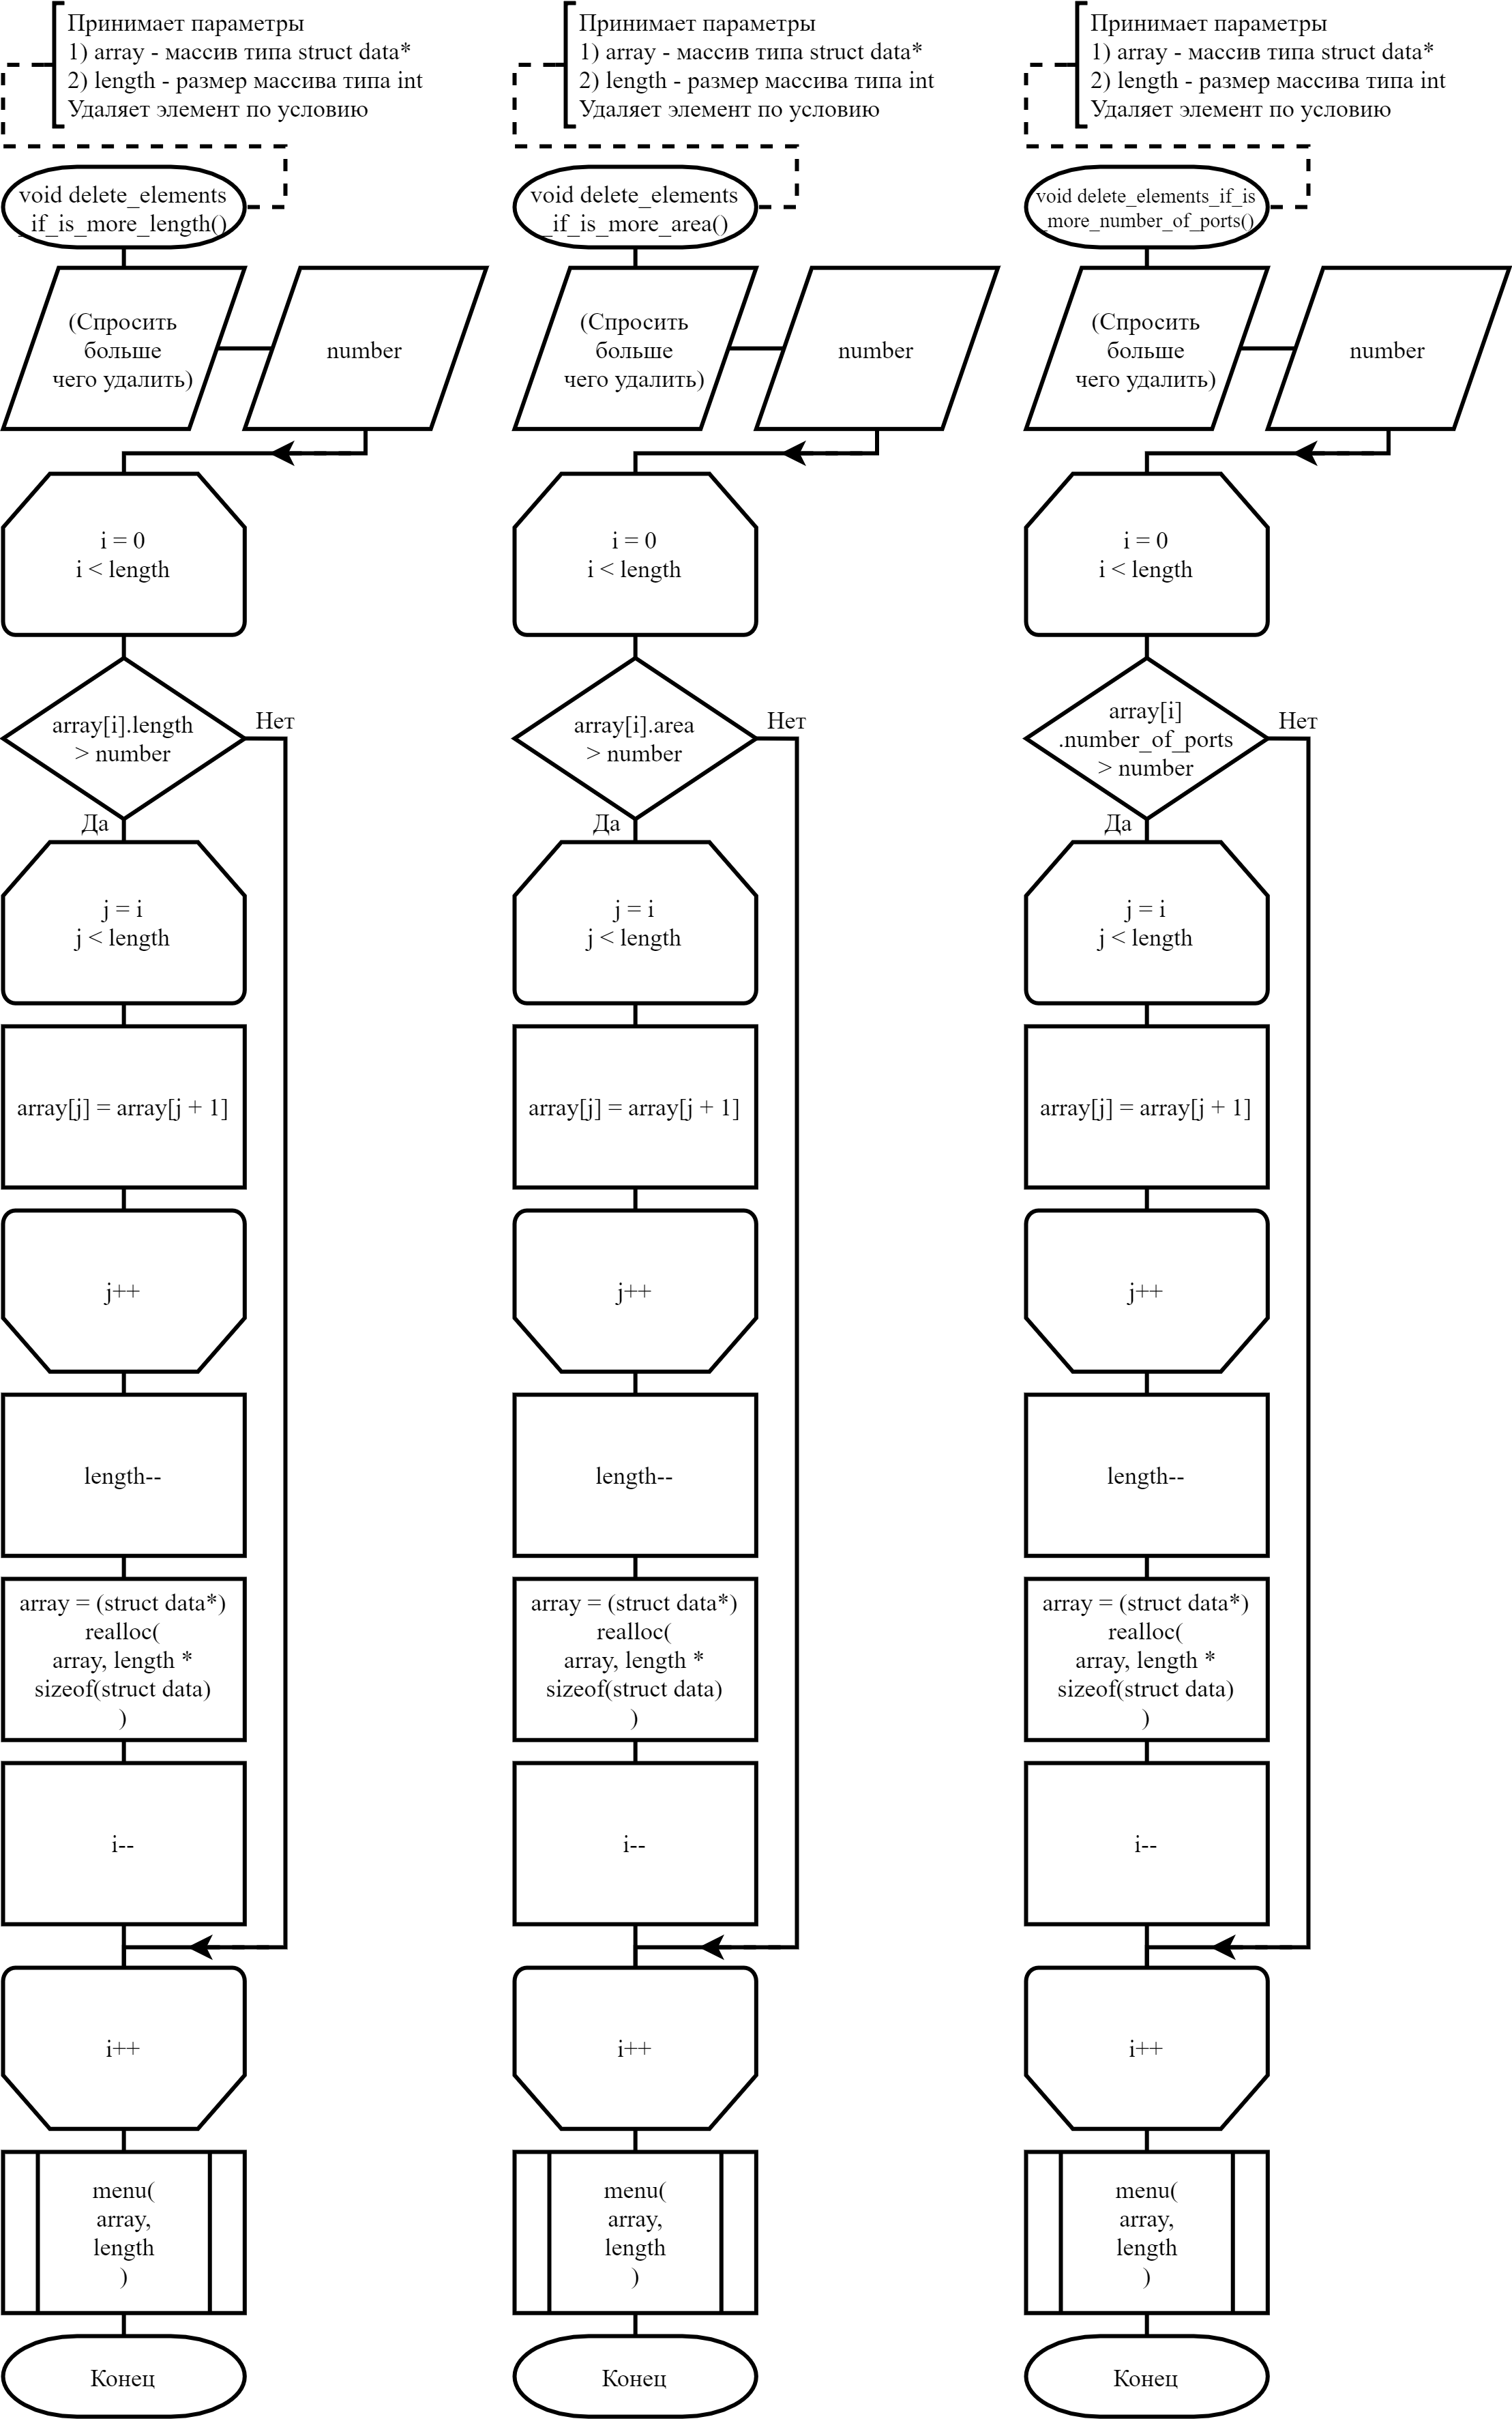 Принимает параметры
1) array - массив типа struct data*
2) length - размер массива типа int
Удаляет элемент по условию
void delete_elements
_if_is_more_length()
(Спросить
больше
чего удалить)
number
i = 0
i < length
array[i].length
> number
Нет
Да
j = i
j < length
array[j] = array[j + 1]
j++
length--
array = (struct data*)
realloc(
array, length *
sizeof(struct data)
)
i--
i++
menu(
array,
length
)
Конец
Принимает параметры
1) array - массив типа struct data*
2) length - размер массива типа int
Удаляет элемент по условию
void delete_elements
_if_is_more_area()
(Спросить
больше
чего удалить)
number
i = 0
i < length
array[i].area
> number
Нет
Да
j = i
j < length
array[j] = array[j + 1]
j++
length--
array = (struct data*)
realloc(
array, length *
sizeof(struct data)
)
i--
i++
menu(
array,
length
)
Конец
Принимает параметры
1) array - массив типа struct data*
2) length - размер массива типа int
Удаляет элемент по условию
void delete_elements_if_is
_more_number_of_ports()
(Спросить
больше
чего удалить)
number
i = 0
i < length
array[i]
.number_of_ports
> number
Нет
Да
j = i
j < length
array[j] = array[j + 1]
j++
length--
array = (struct data*)
realloc(
array, length *
sizeof(struct data)
)
i--
i++
menu(
array,
length
)
Конец